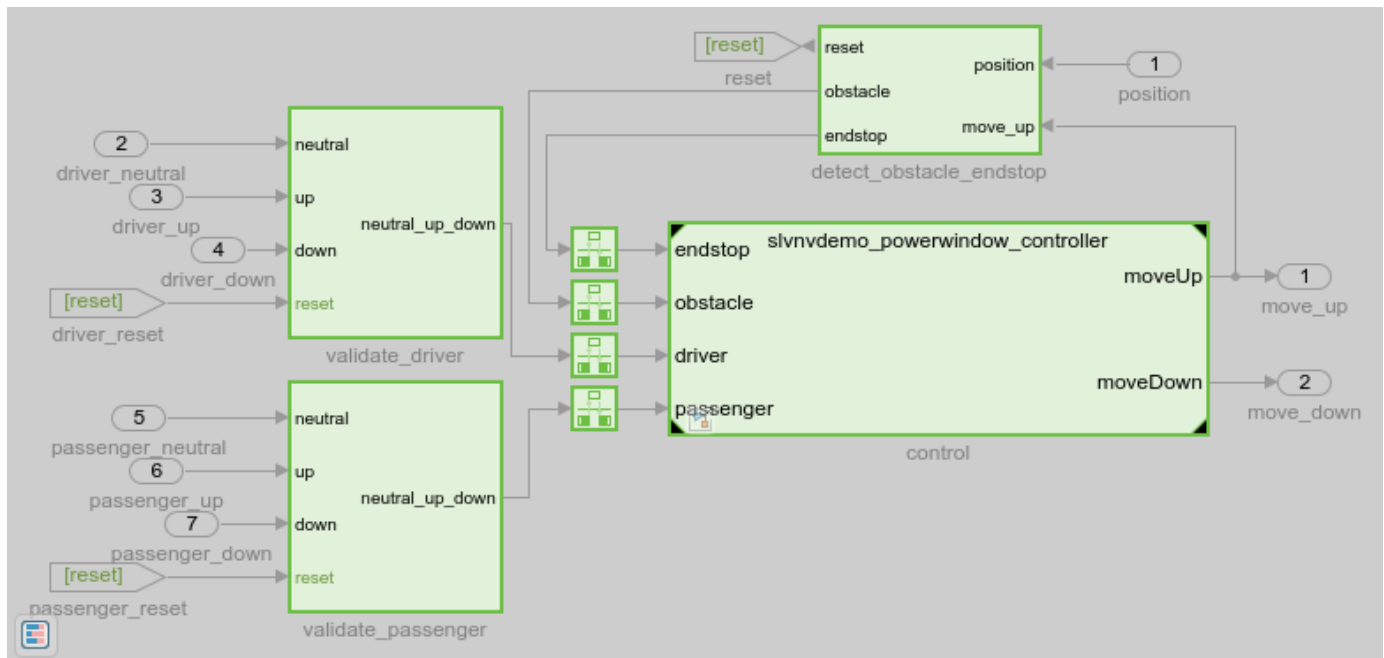 [reset]
reset
reset
position
1
position
obstacle
move_up
endstop
detect_obstacle_endstop
2
driver_neutral
neutral
3
driver_up
up
neutral_up_down
4
driver_down
down
[reset]
driver_reset
reset
validate_driver
endstop
slvnvdemo_powerwindow_controller
moveUp
1
move_up
obstacle
driver
moveDown
2
move_down
passenger
control
5
passenger_neutral
neutral
6
passenger_up
up
neutral_up_down
7
passenger_down
down
[reset]
passenger_reset
reset
validate_passenger